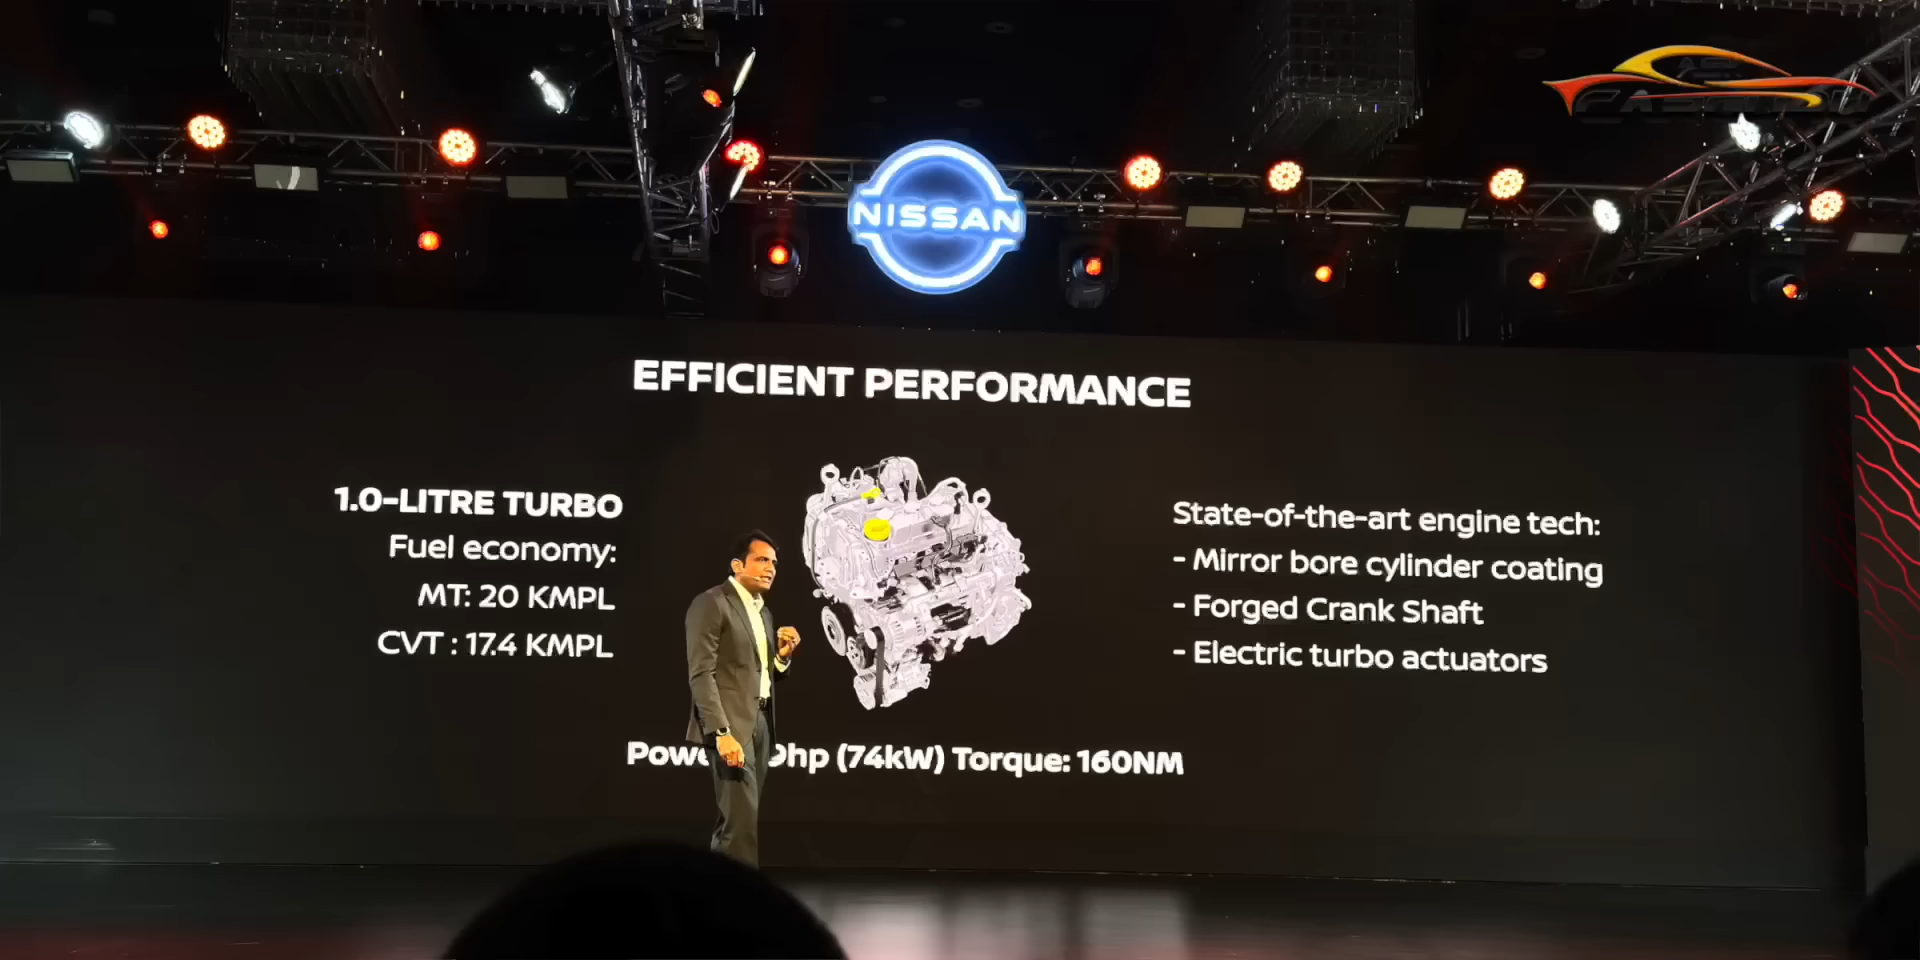 NISSAN
EFFICIENT PERFORMANCE
1.0-LITRE TURBO
Fuel economy:
MT: 20 KMPL
CVT : 17.4 KMPL
State-of-the-art engine tech:
- Mirror bore cylinder coating
- Forged Crank Shaft
- Electric turbo actuators
(74kW) Torque: 160NM